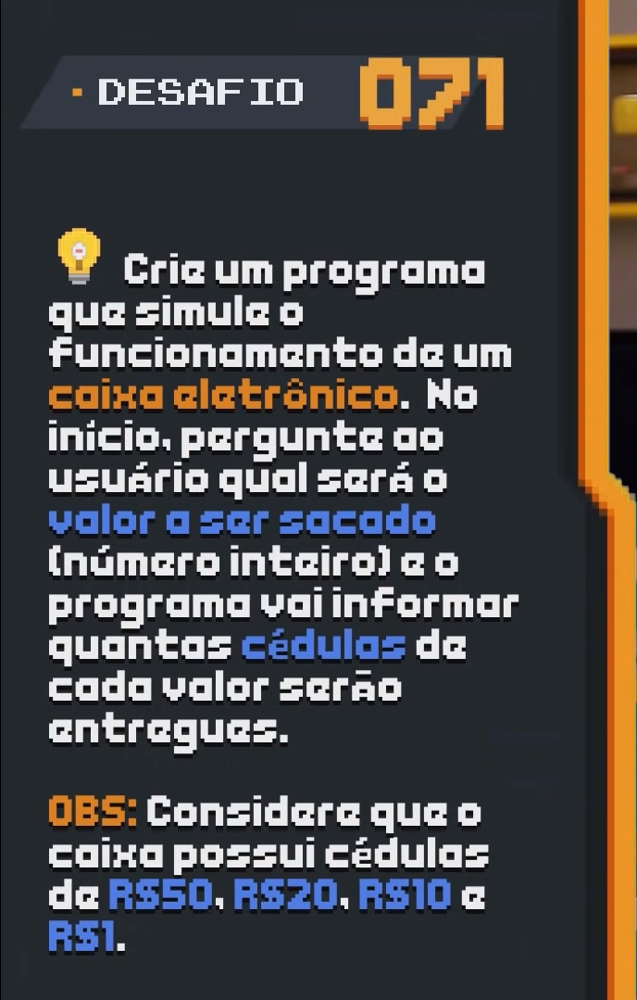 DESAFIO 071
Crie um programa
que simule o
funcionamento de um
caixa eletrônico. No
início, pergunte ao
usuário qual será o
valor a ser sacado
(número inteiro) e o
programa vai informar
quantas cédulas de
cada valor serão
entregues.
OBS: Considere que o
caixa possui cédulas
de R$50, R$20, R$10 e
R$1.